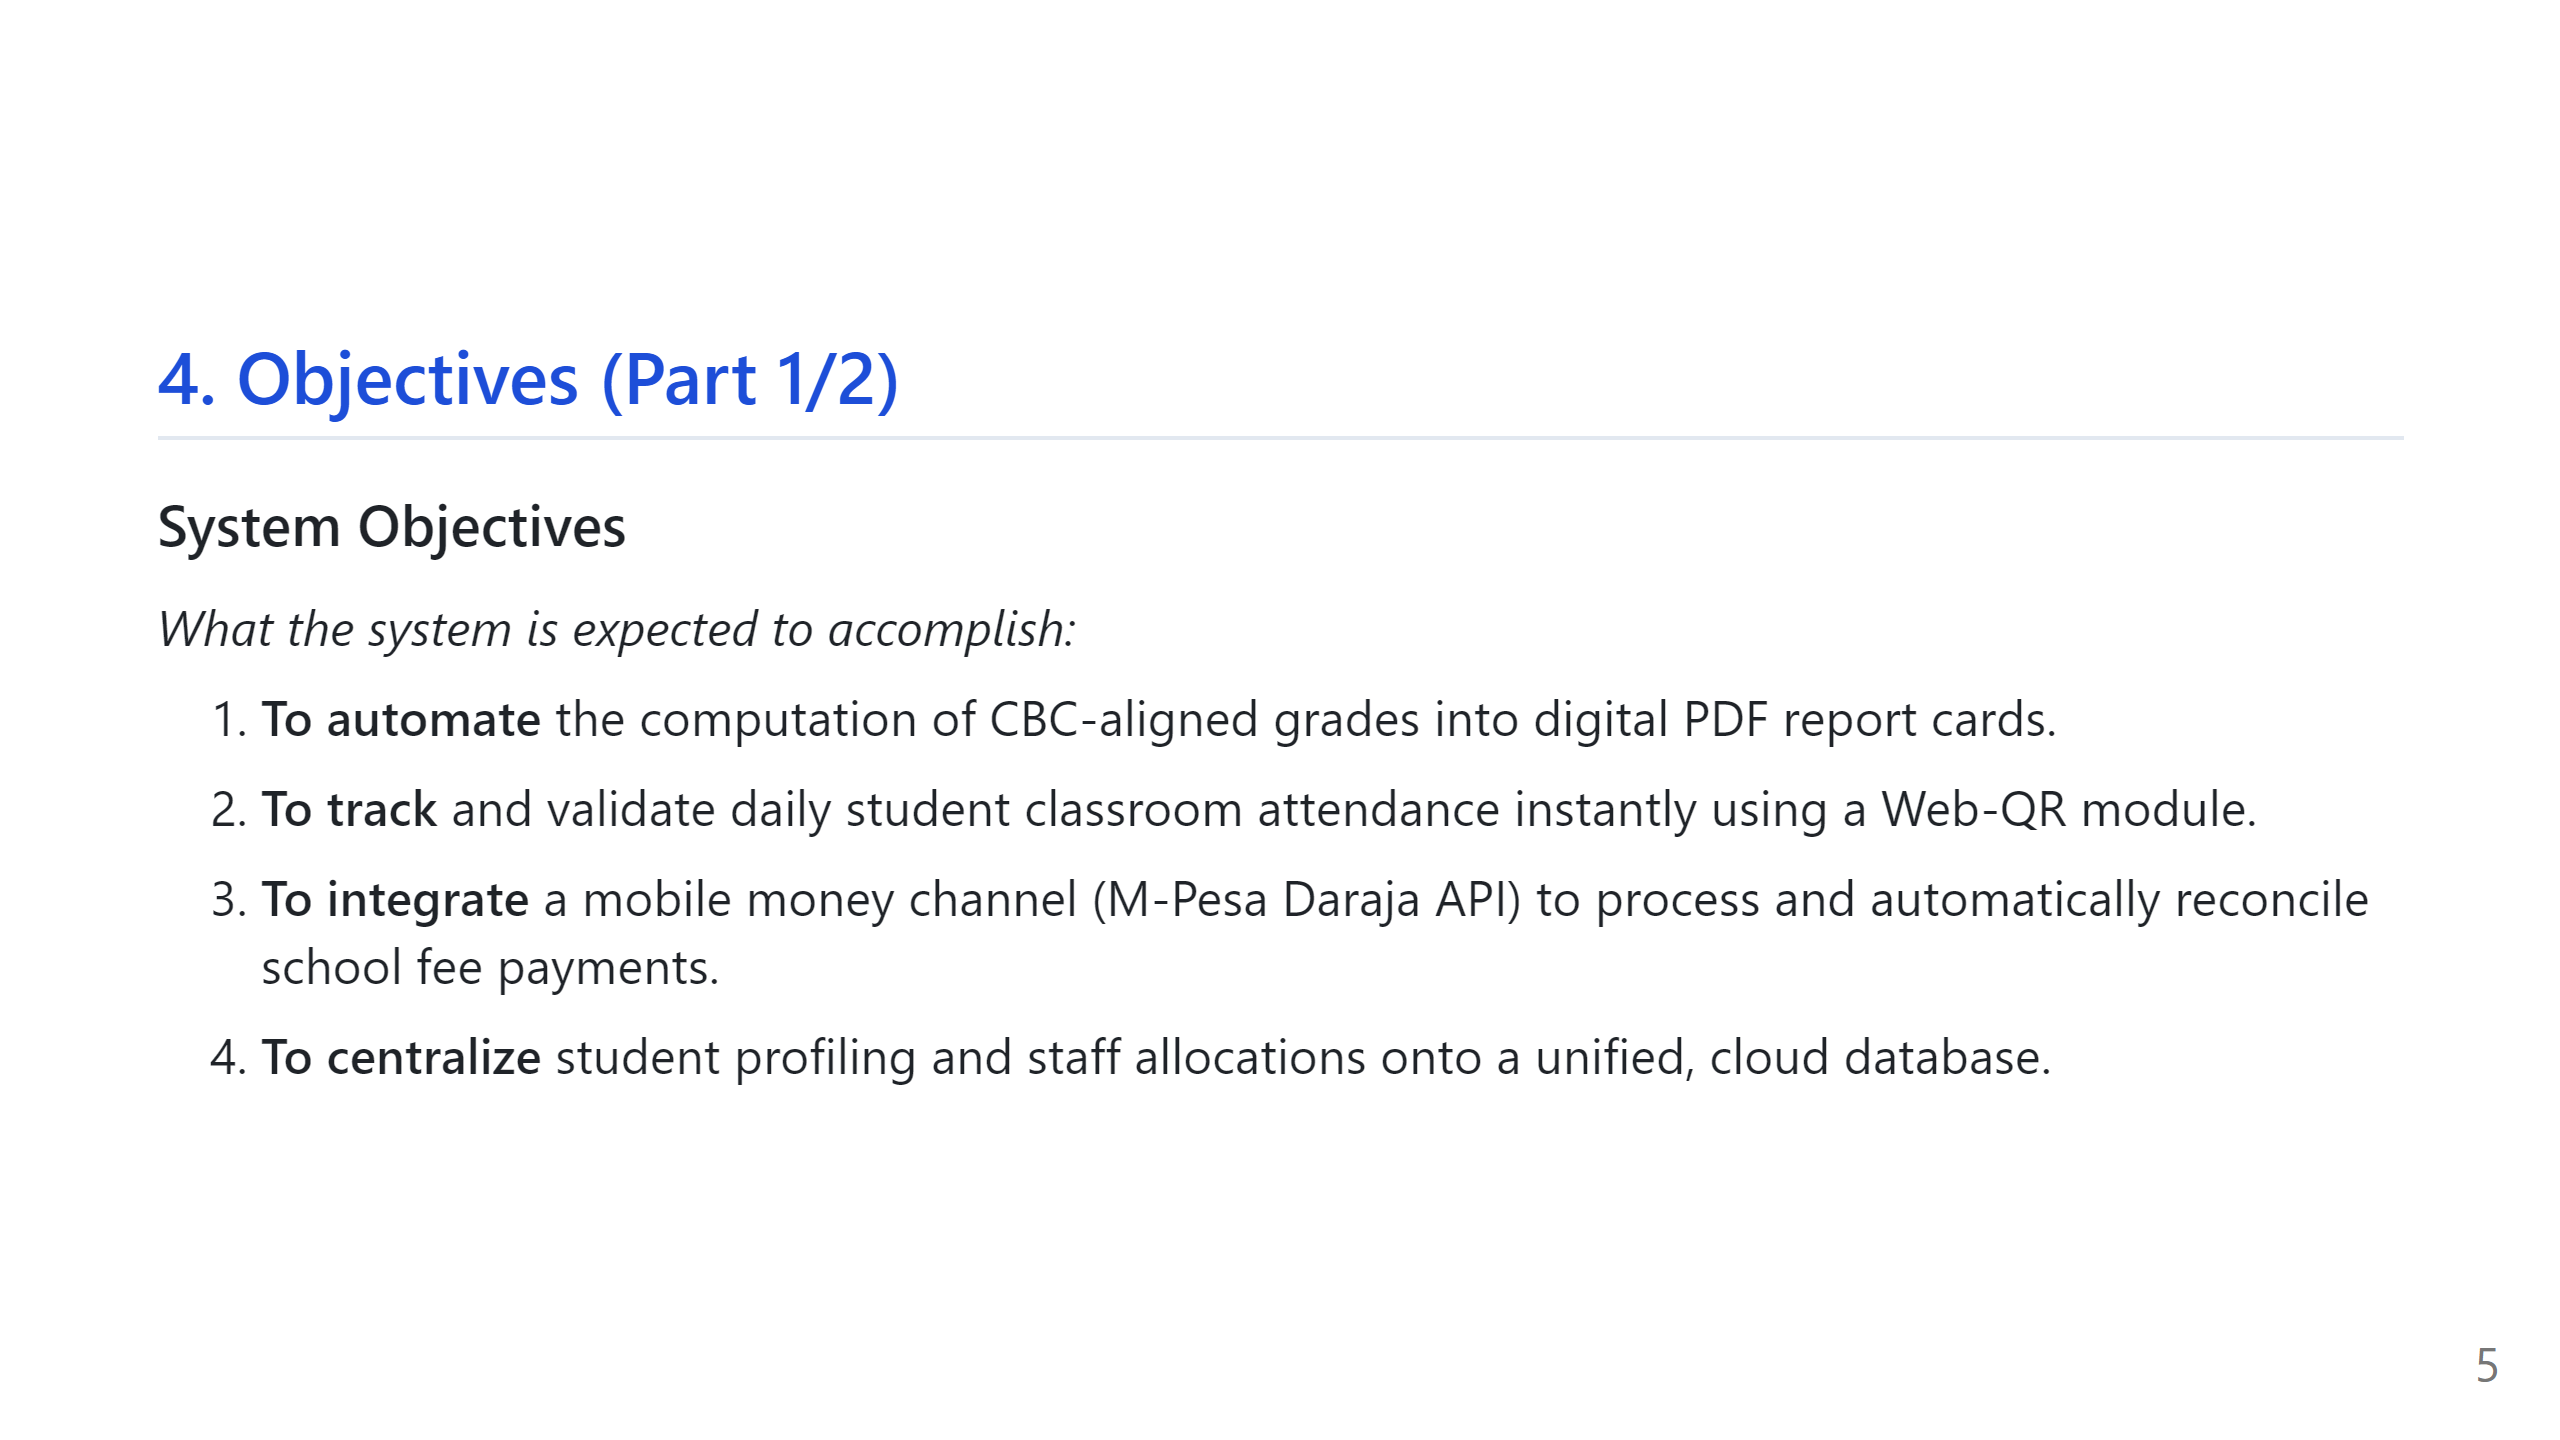 4. Objectives (Part 1/2)
System Objectives
What the system is expected to accomplish:
1. To automate the computation of CBC-aligned grades into digital PDF report cards.
2. To track and validate daily student classroom attendance instantly using a Web-QR module.
3. To integrate a mobile money channel (M-Pesa Daraja API) to process and automatically reconcile
school fee payments.
4. To centralize student profiling and staff allocations onto a unified, cloud database.
5